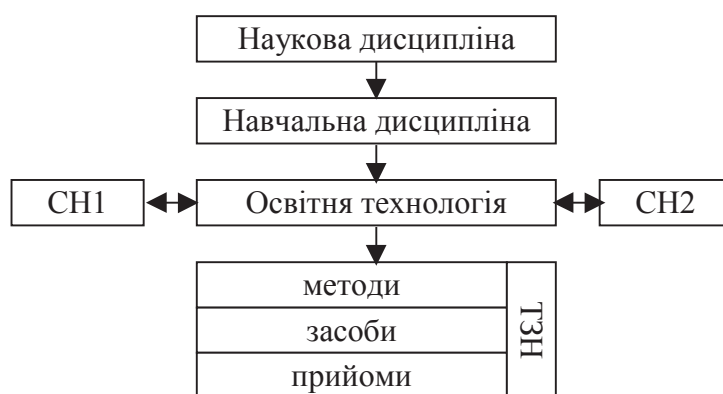 Наукова дисципліна
Навчальна дисципліна
СН1
Освітня технологія
СН2
методи
засоби
прийоми
ТЗН